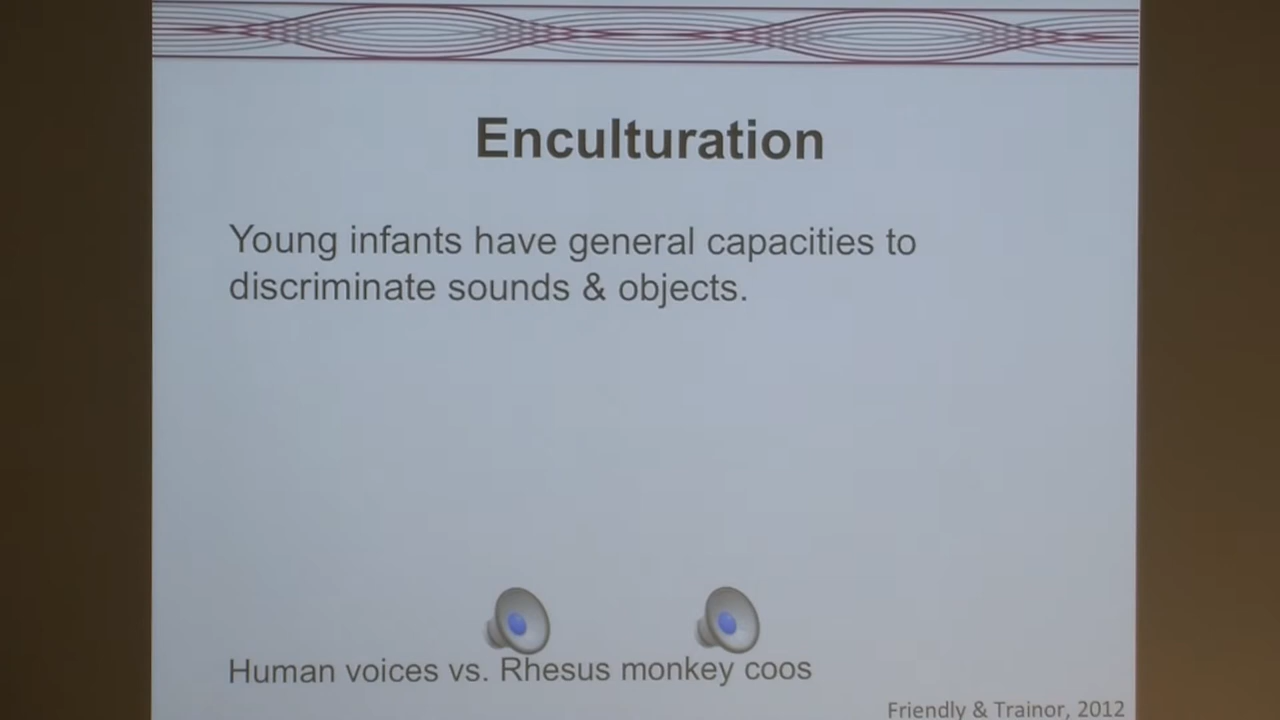 Enculturation
Young infants have general capacities to
discriminate sounds & objects.
Human voices vs. Rhesus monkey coos
Friendly & Trainor, 2012